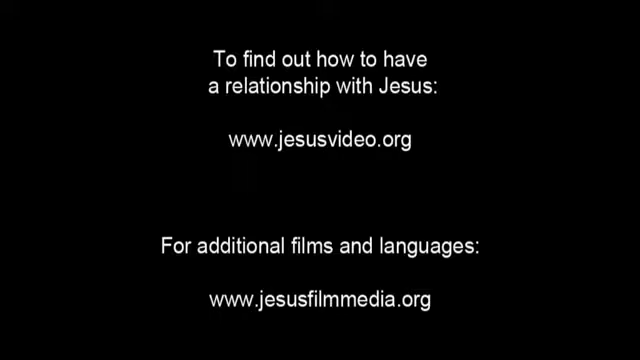 To find out how to have
a relationship with Jesus:
www.jesusvideo.org
For additional films and languages:
www.jesusfilmmedia.org